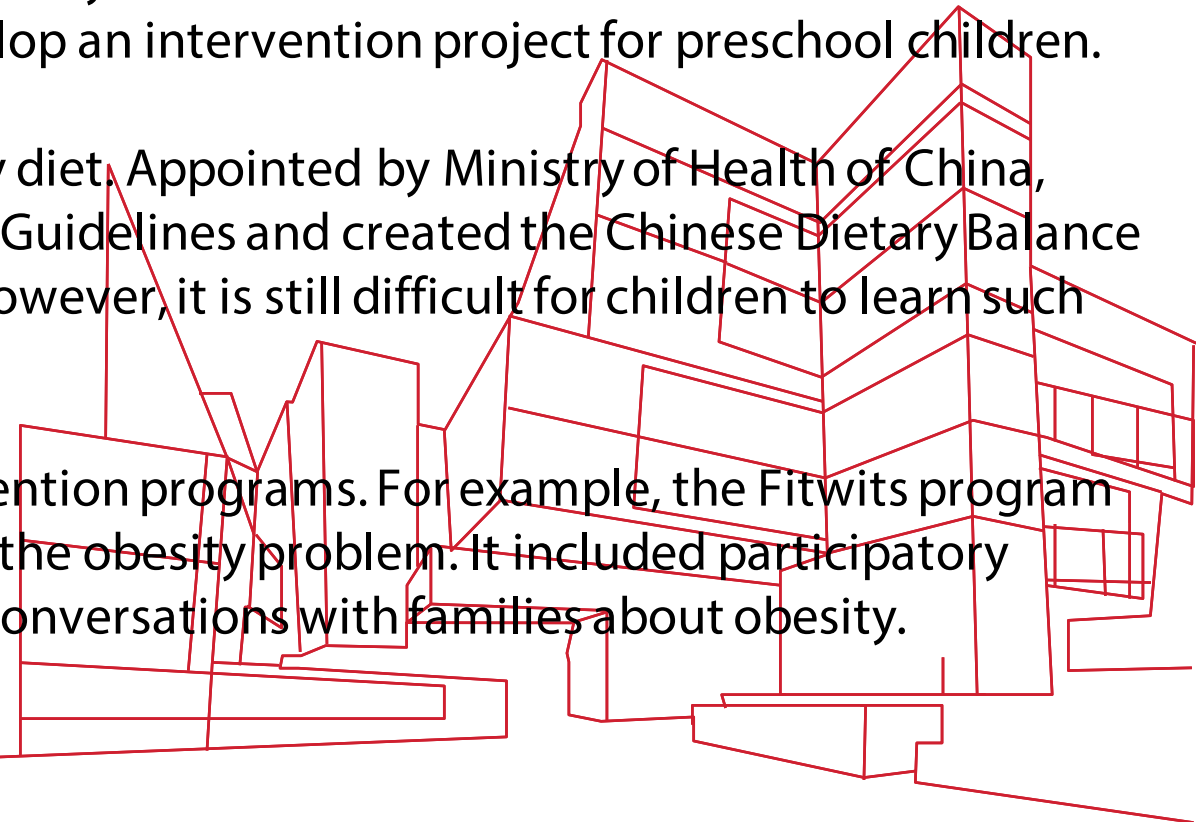 lop an intervention project for preschool children.
diet. Appointed by Ministry of Health of China,
Guidelines and created the Chinese Dietary Balance
owever, it is still difficult for children to learn such
ention programs. For example, the Fitwits program
the obesity problem. It included participatory
onversations with families about obesity.